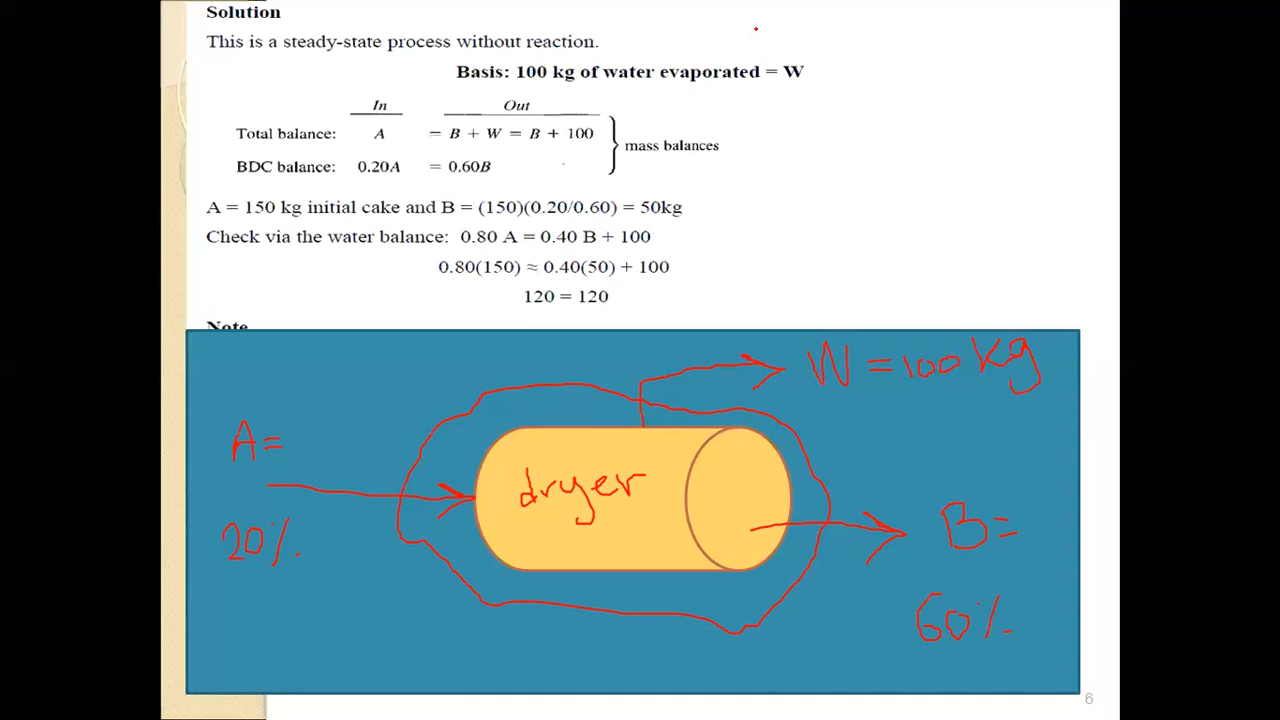 Solution
This is a steady-state process without reaction.
Basis: 100 kg of water evaporated = W
In Out
Total balance: A = B + W = B + 100
mass balances
BDC balance: 0.20A = 0.60B
A = 150 kg initial cake and B = (150)(0.20/0.60) = 50kg
Check via the water balance: 0.80 A = 0.40 B + 100
0.80(150) ≈ 0.40(50) + 100
120 = 120
Note
W = 100 kg
A =
dryer
B =
20%
60%
6